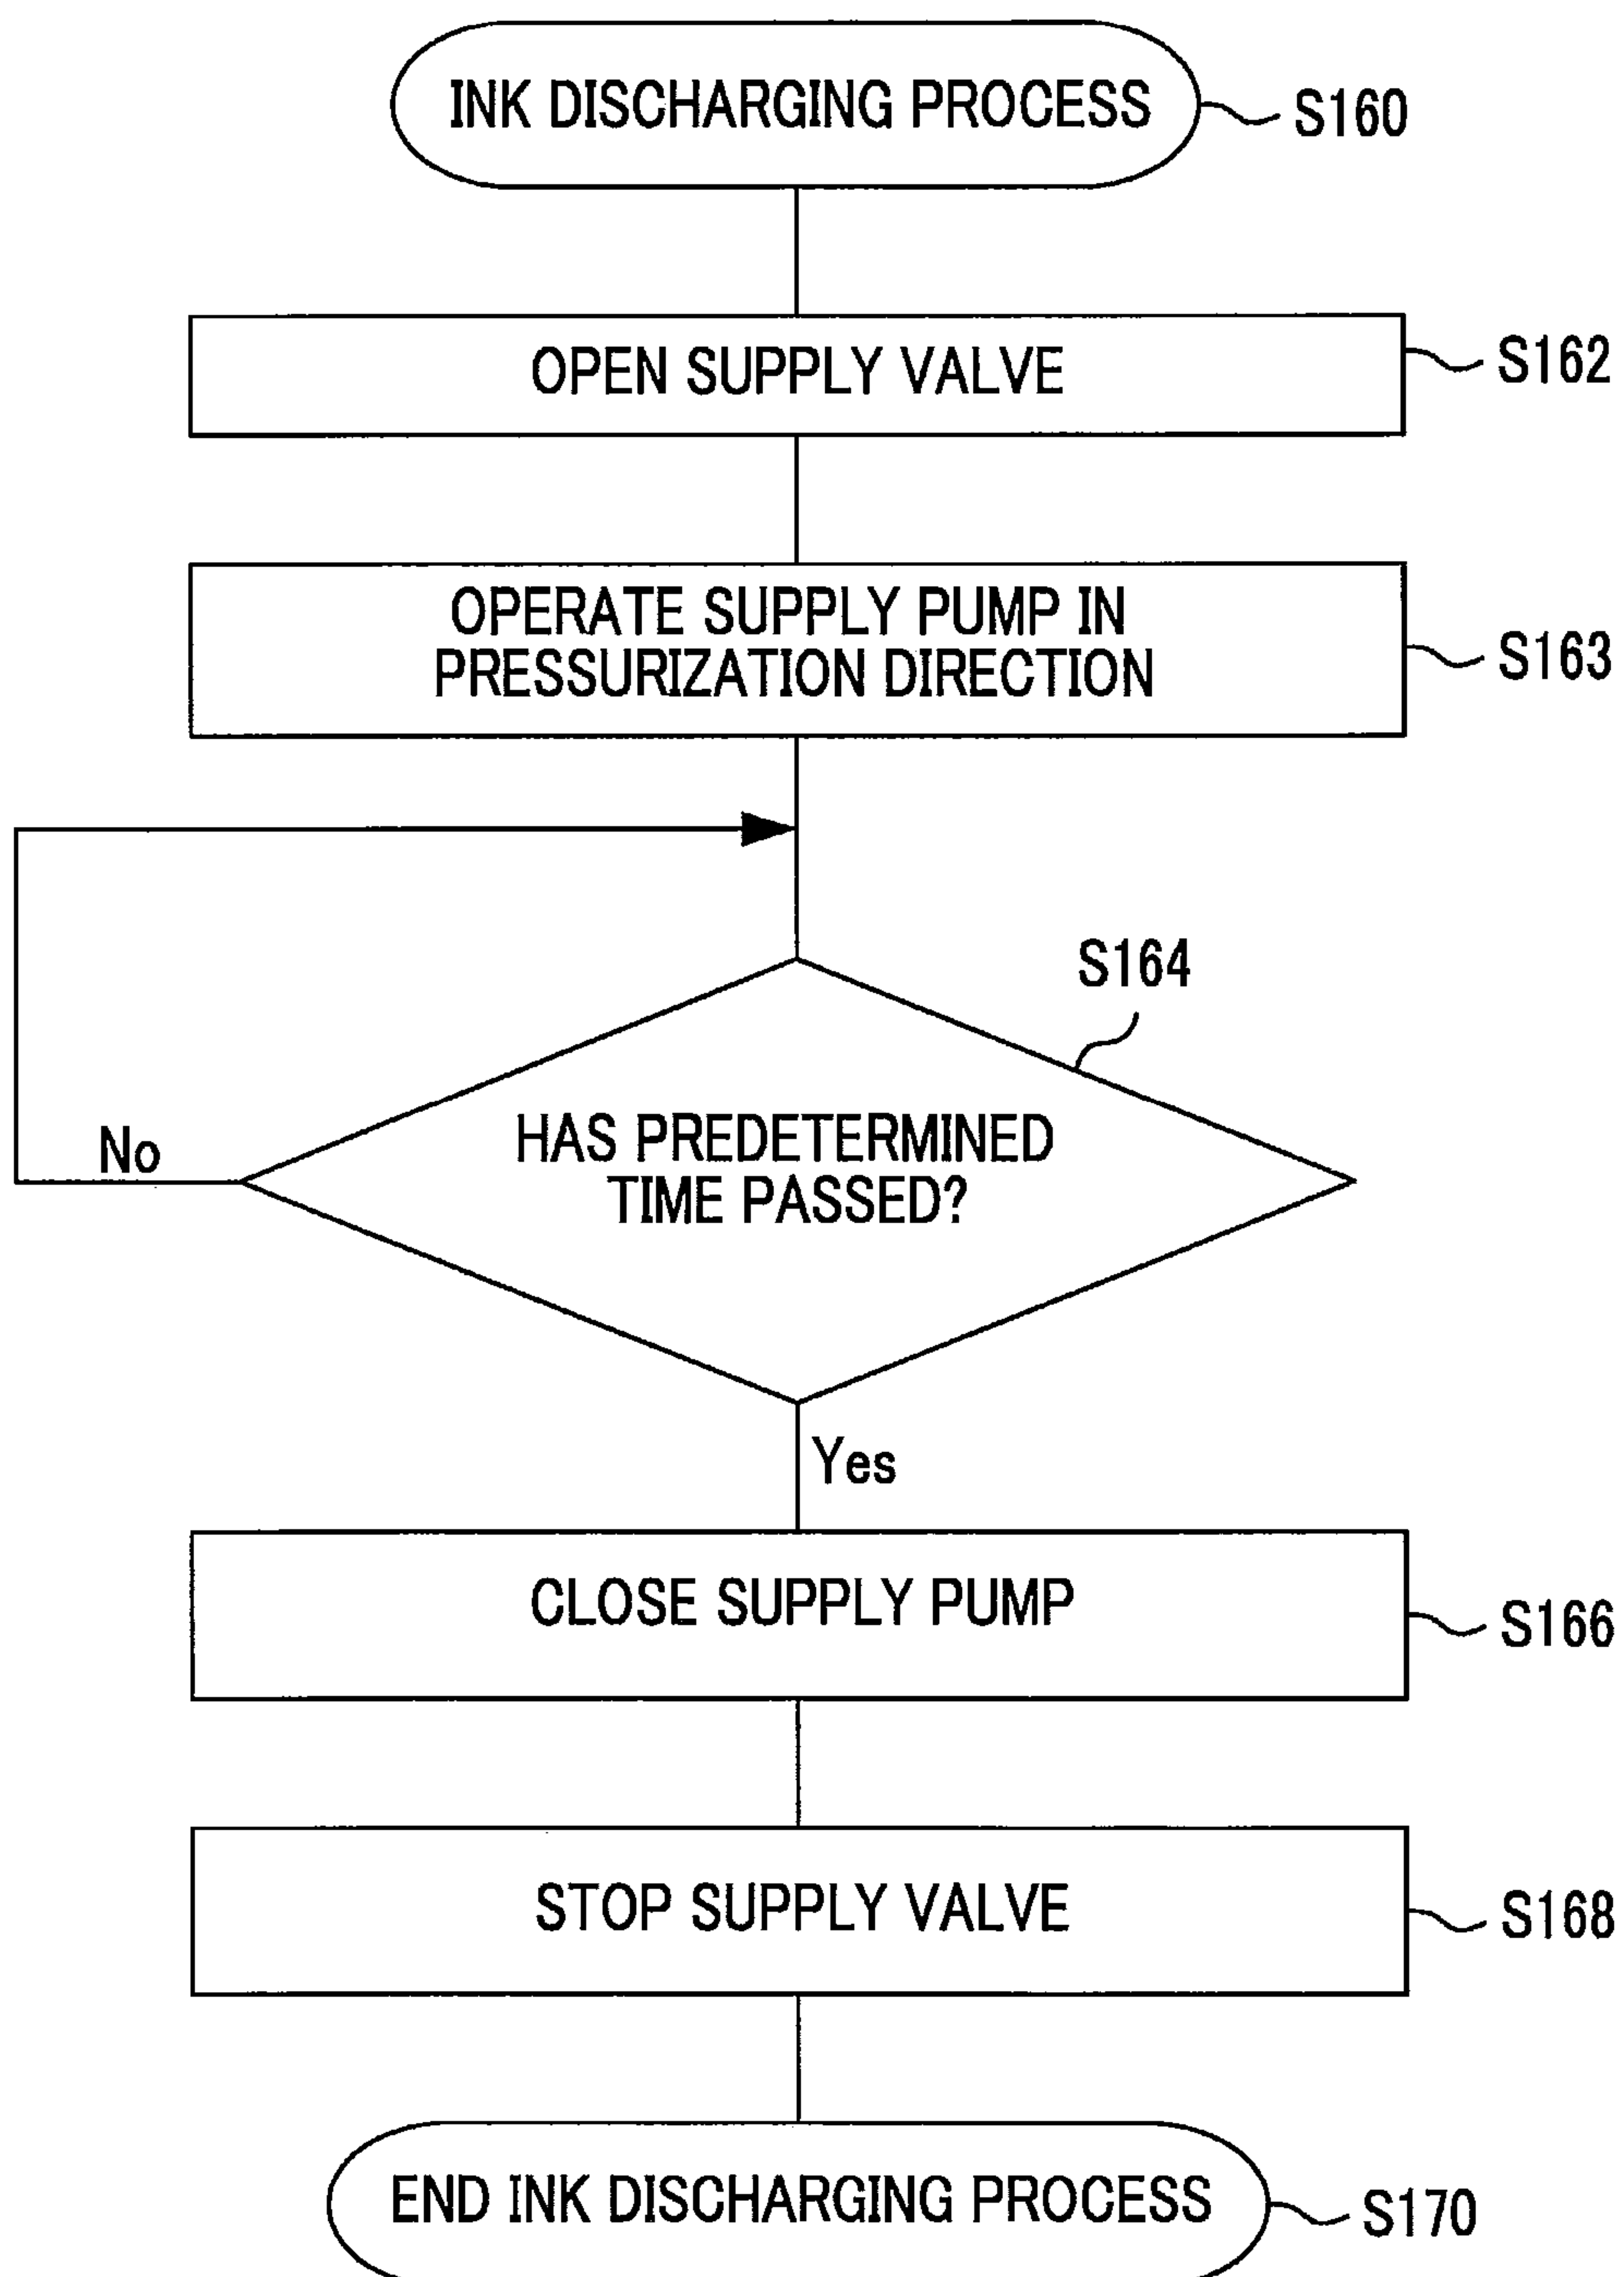 INK DISCHARGING PROCESS
S160
OPEN SUPPLY VALVE
S162
OPERATE SUPPLY PUMP IN
PRESSURIZATION DIRECTION
S163
S164
HAS PREDETERMINED
TIME PASSED?
No
Yes
CLOSE SUPPLY PUMP
S166
STOP SUPPLY VALVE
S168
END INK DISCHARGING PROCESS
S170